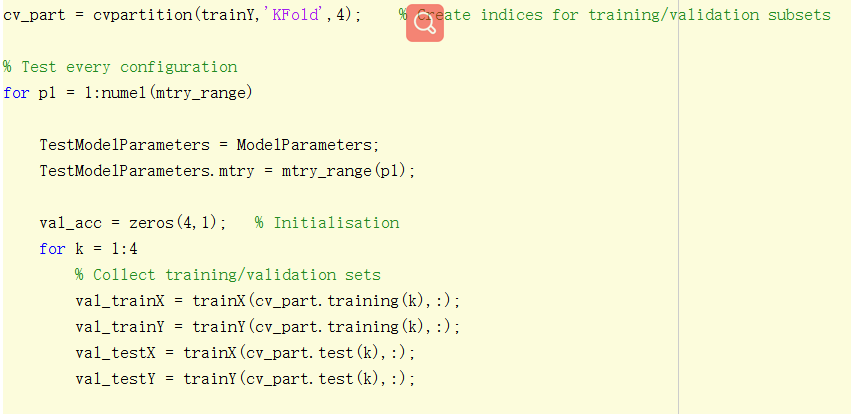 cv_part = cvpartition(trainY,'KFold',4);    % Create indices for training/validation subsets
% Test every configuration
for p1 = 1:numel(mtry_range)
TestModelParameters = ModelParameters;
TestModelParameters.mtry = mtry_range(p1);
val_acc = zeros(4,1);   % Initialisation
for k = 1:4
% Collect training/validation sets
val_trainX = trainX(cv_part.training(k),:);
val_trainY = trainY(cv_part.training(k),:);
val_testX = trainX(cv_part.test(k),:);
val_testY = trainY(cv_part.test(k),:);